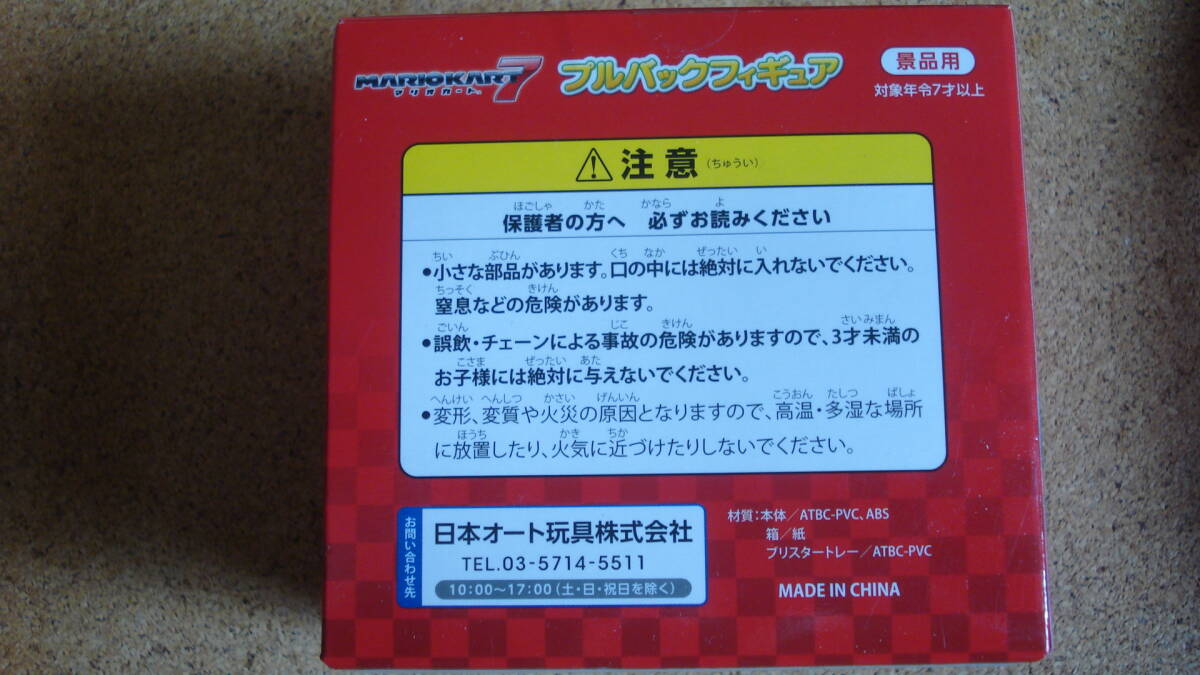 MARIOKART7
マリオカート
プルバックフィギュア
景品用
対象年令7才以上
⚠注意(ちゅうい)
ほごしゃ かた かなら よ
保護者の方へ 必ずお読みください
ちい ぶひん くち なか ぜったい い
●小さな部品があります。口の中には絶対に入れないでください。
ちっそく きけん
窒息などの危険があります。
ごいん じこ きけん さいみまん
●誤飲・チェーンによる事故の危険がありますので、3才未満の
こさま ぜったい あた
お子様には絶対に与えないでください。
へんけい へんしつ かさい げんいん こうおん たしつ ばしょ
●変形、変質や火災の原因となりますので、高温・多湿な場所
ほうち かき ちか
に放置したり、火気に近づけたりしないでください。
お問い合わせ先
日本オート玩具株式会社
TEL.03-5714-5511
10:00〜17:00(土・日・祝日を除く)
材質:本体/ATBC-PVC、ABS
箱/紙
ブリスタートレー/ATBC-PVC
MADE IN CHINA